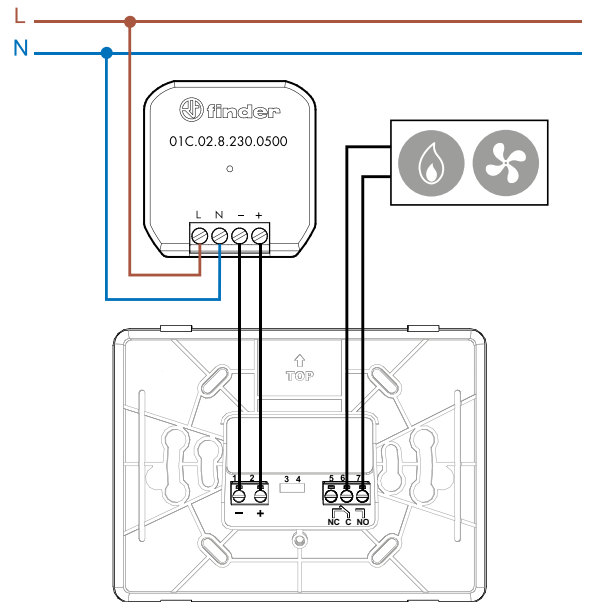 L
N
finder
01C.02.8.230.0500
L N – +
TOP
1 2 3 4 5 6 7
– + NC C NO